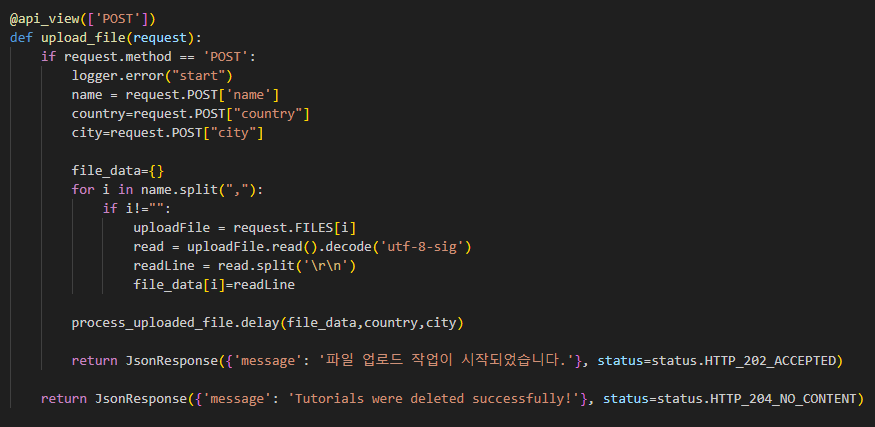 @api_view(['POST'])
def upload_file(request):
    if request.method == 'POST':
        logger.error("start")
        name = request.POST['name']
        country=request.POST["country"]
        city=request.POST["city"]

        file_data={}
        for i in name.split(","):
            if i!="":
                uploadFile = request.FILES[i]
                read = uploadFile.read().decode('utf-8-sig')
                readLine = read.split('\r\n')
                file_data[i]=readLine

        process_uploaded_file.delay(file_data,country,city)

        return JsonResponse({'message': '파일 업로드 작업이 시작되었습니다.'}, status=status.HTTP_202_ACCEPTED)

    return JsonResponse({'message': 'Tutorials were deleted successfully!'}, status=status.HTTP_204_NO_CONTENT)